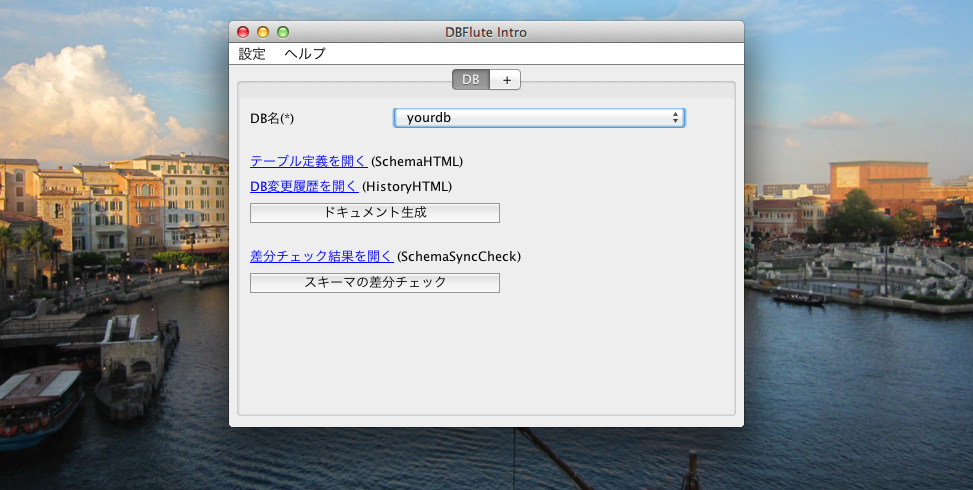 DBFlute Intro
設定 ヘルプ
DB +
DB名(*) yourdb
テーブル定義を開く (SchemaHTML)
DB変更履歴を開く (HistoryHTML)
ドキュメント生成
差分チェック結果を開く (SchemaSyncCheck)
スキーマの差分チェック